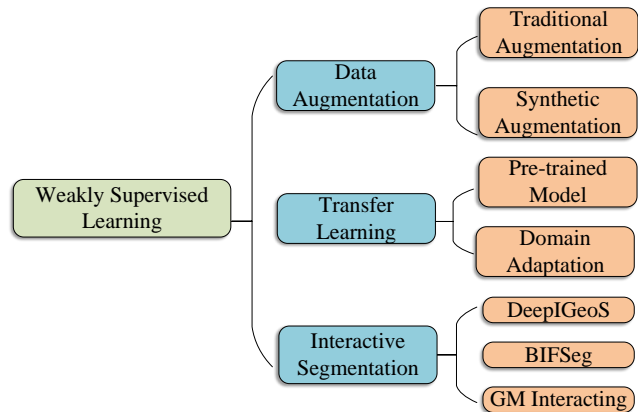 Weakly Supervised
Learning
Data
Augmentation
Traditional
Augmentation
Synthetic
Augmentation
Transfer
Learning
Pre-trained
Model
Domain
Adaptation
Interactive
Segmentation
DeepIGeoS
BIFSeg
GM Interacting